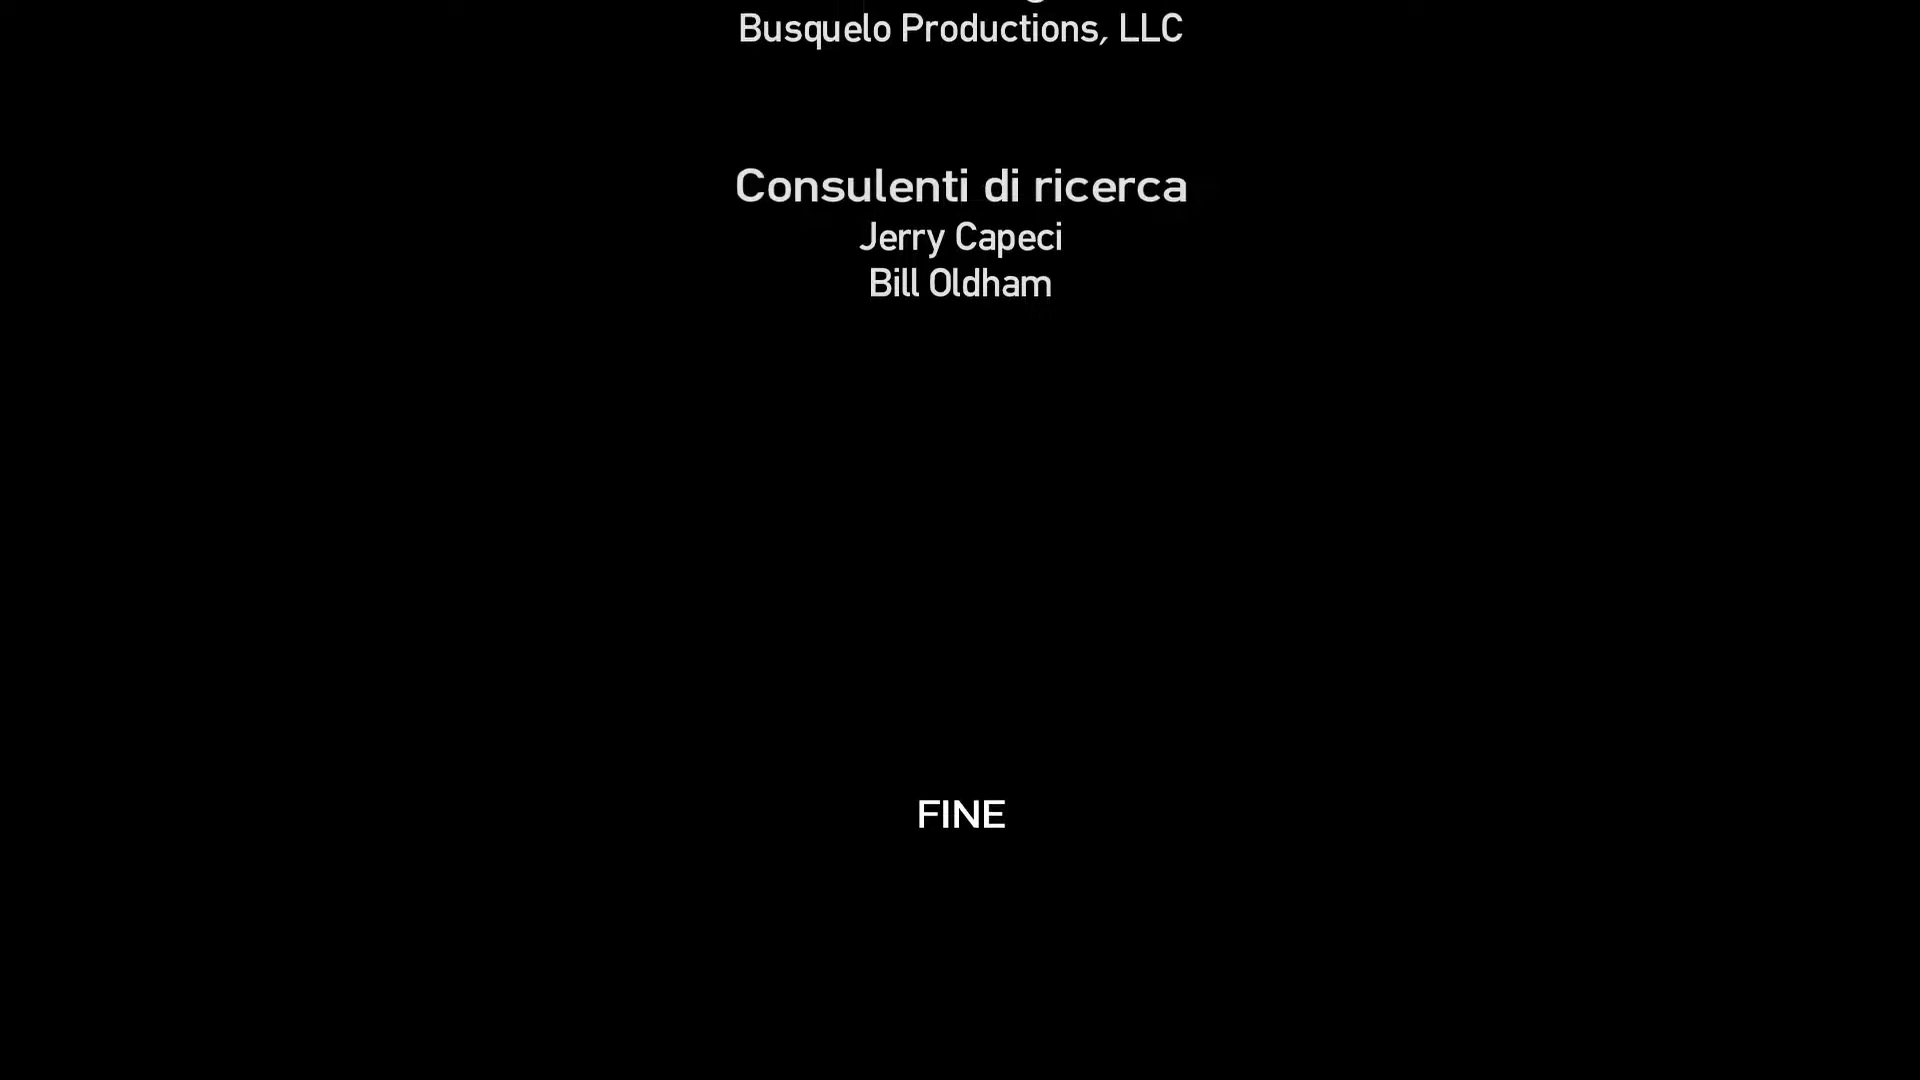 Busquelo Productions, LLC
Consulenti di ricerca
Jerry Capeci
Bill Oldham
FINE